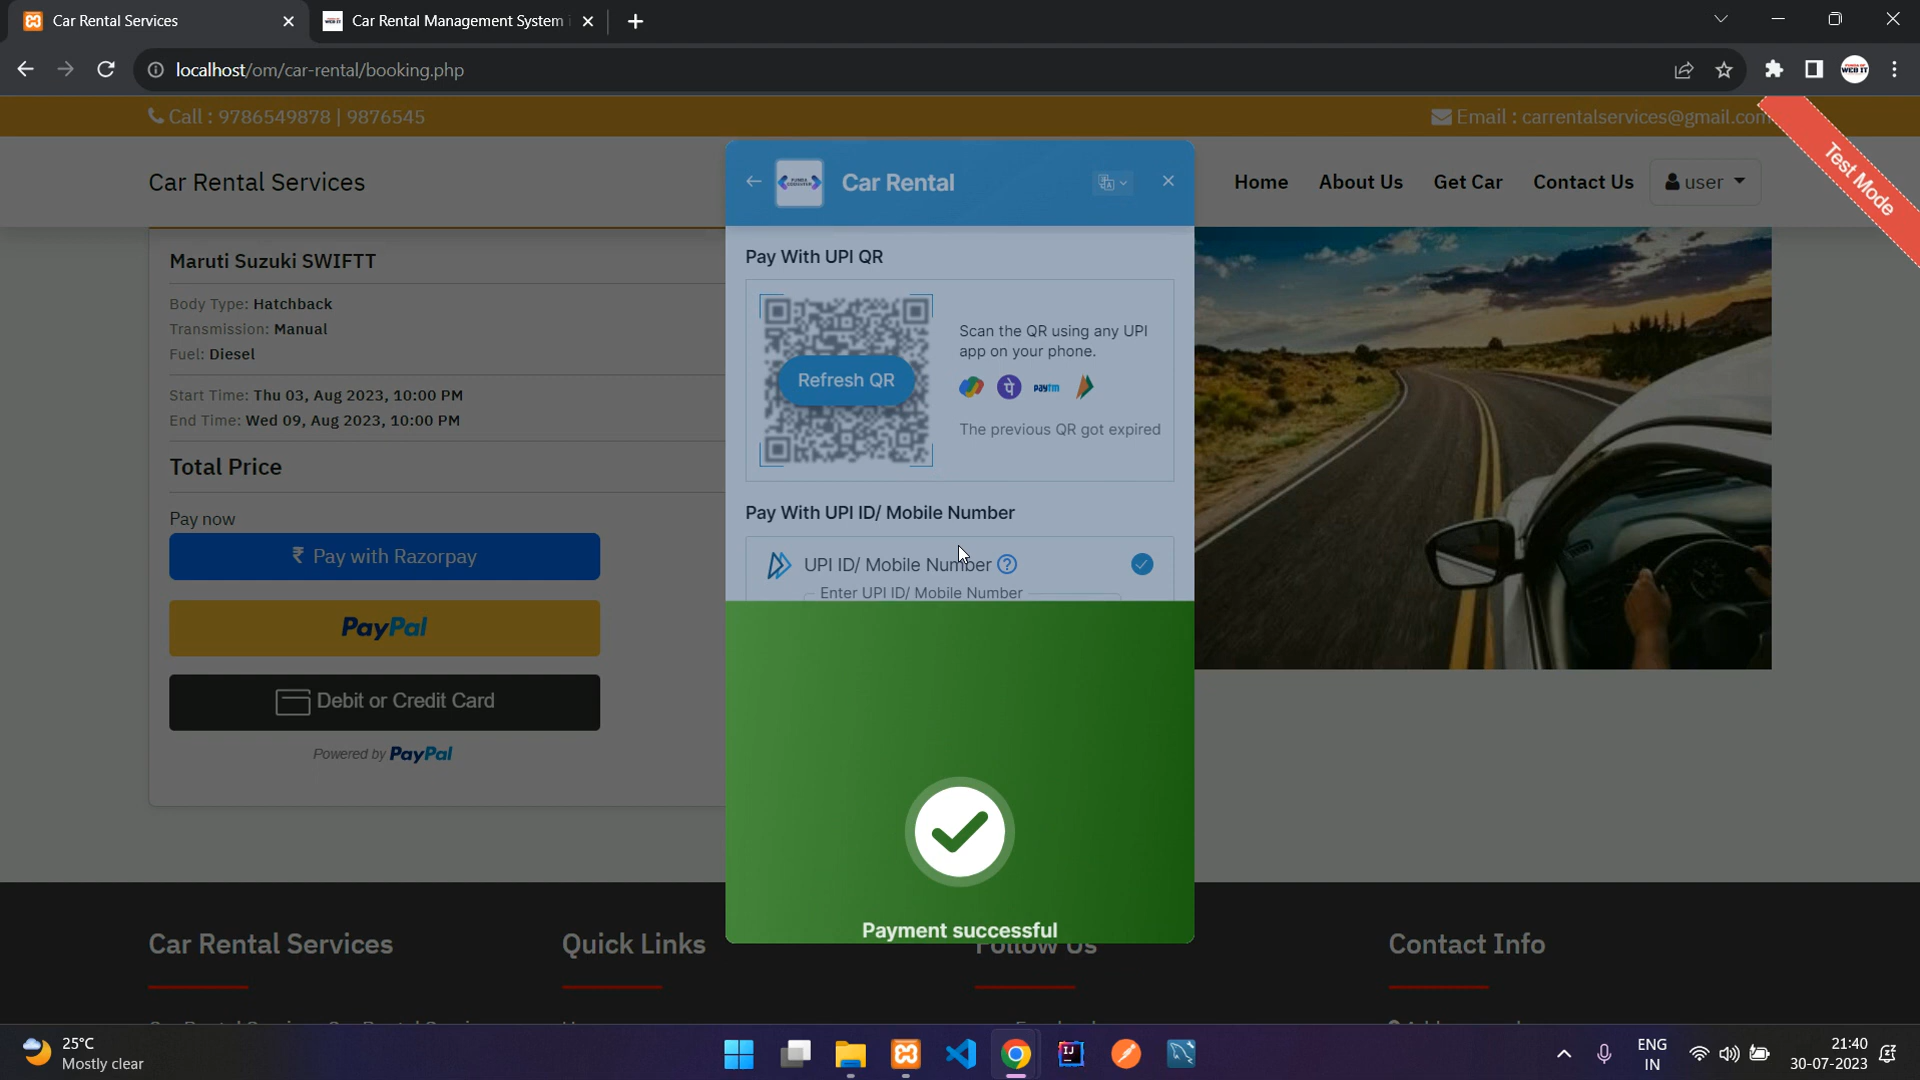 Car Rental Services
Car Rental Management System
localhost/om/car-rental/booking.php
WEB IT
Call : 9786549878 | 9876545
Email : carrentalservices@gmail.com
Test Mode
Car Rental Services
Car Rental
Home
About Us
Get Car
Contact Us
user
Maruti Suzuki SWIFTT
Body Type: Hatchback
Transmission: Manual
Fuel: Diesel
Start Time: Thu 03, Aug 2023, 10:00 PM
End Time: Wed 09, Aug 2023, 10:00 PM
Total Price
Pay now
₹ Pay with Razorpay
PayPal
Debit or Credit Card
Powered by PayPal
Pay With UPI QR
Refresh QR
Scan the QR using any UPI
app on your phone.
पे
paytm
The previous QR got expired
Pay With UPI ID/ Mobile Number
UPI ID/ Mobile Number
Enter UPI ID/ Mobile Number
Payment successful
Car Rental Services
Quick Links
Follow Us
Contact Info
25°C
Mostly clear
IJ
ENG
IN
21:40
30-07-2023